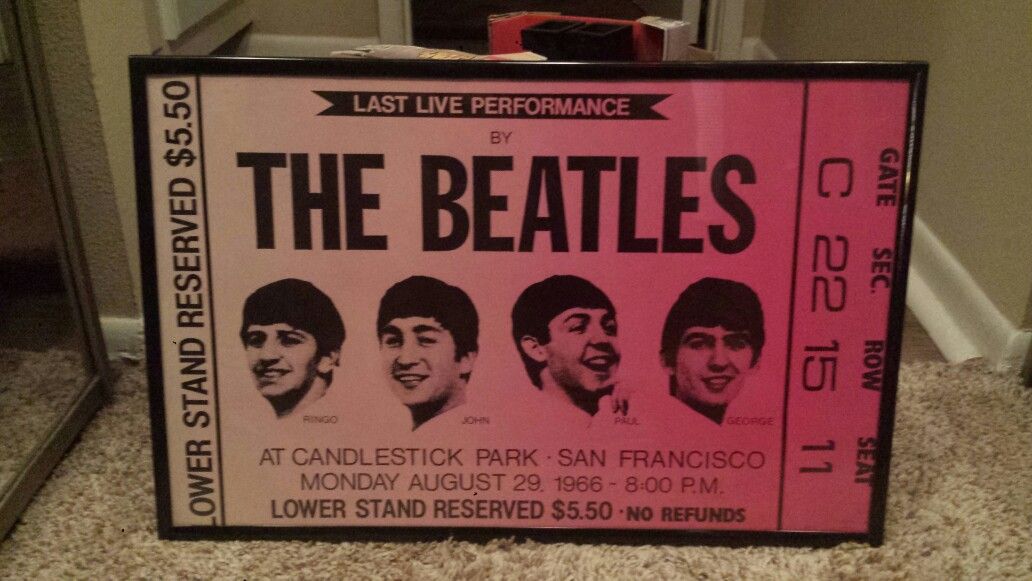 LOWER STAND RESERVED $5.50
LAST LIVE PERFORMANCE
BY
THE BEATLES
RINGO
JOHN
PAUL
GEORGE
AT CANDLESTICK PARK · SAN FRANCISCO
MONDAY AUGUST 29, 1966 - 8:00 P.M.
LOWER STAND RESERVED $5.50 · NO REFUNDS
GATE SEC. ROW SEAT
C 22 15 11